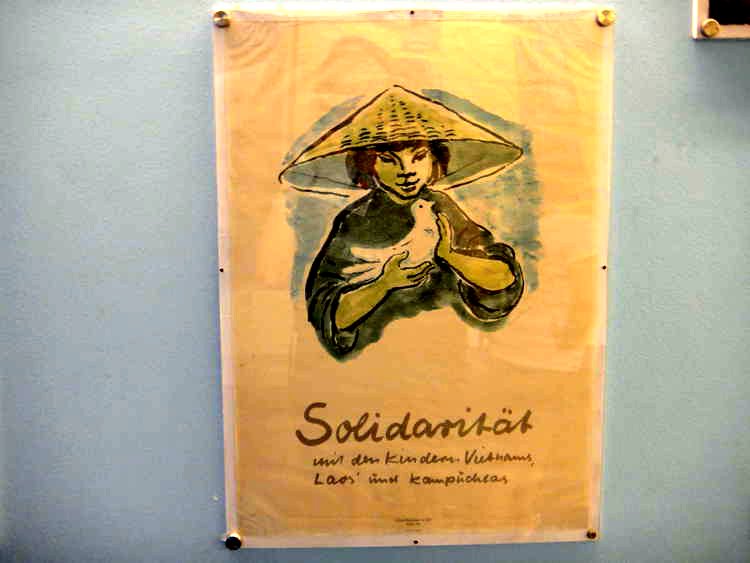 Solidarität
mit den Kindern Vietnams,
Laos' und Kampucheas